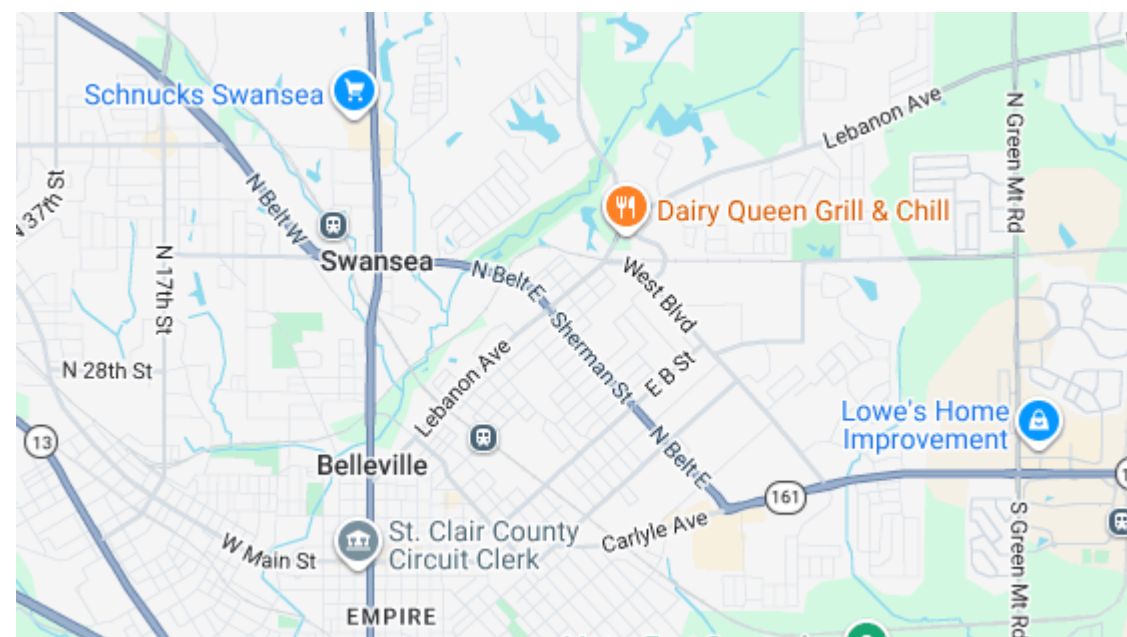 Schnucks Swansea
Lebanon Ave
N Green Mt Rd
N 37th St
N Belt W
Dairy Queen Grill & Chill
Swansea
N Belt E
West Blvd
N 17th St
Sherman St
N 28th St
Lebanon Ave
E B St
Lowe's Home
Improvement
13
Belleville
N Belt E
161
St. Clair County
Circuit Clerk
Carlyle Ave
W Main St
S Green Mt Rd
EMPIRE